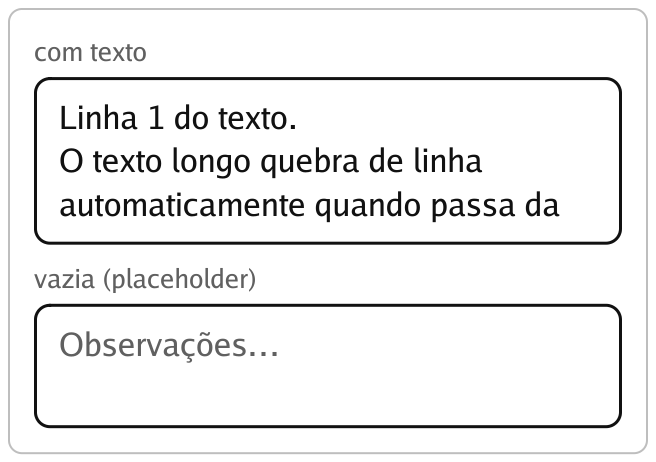 com texto
Linha 1 do texto.
O texto longo quebra de linha
automaticamente quando passa da
vazia (placeholder)
Observações...